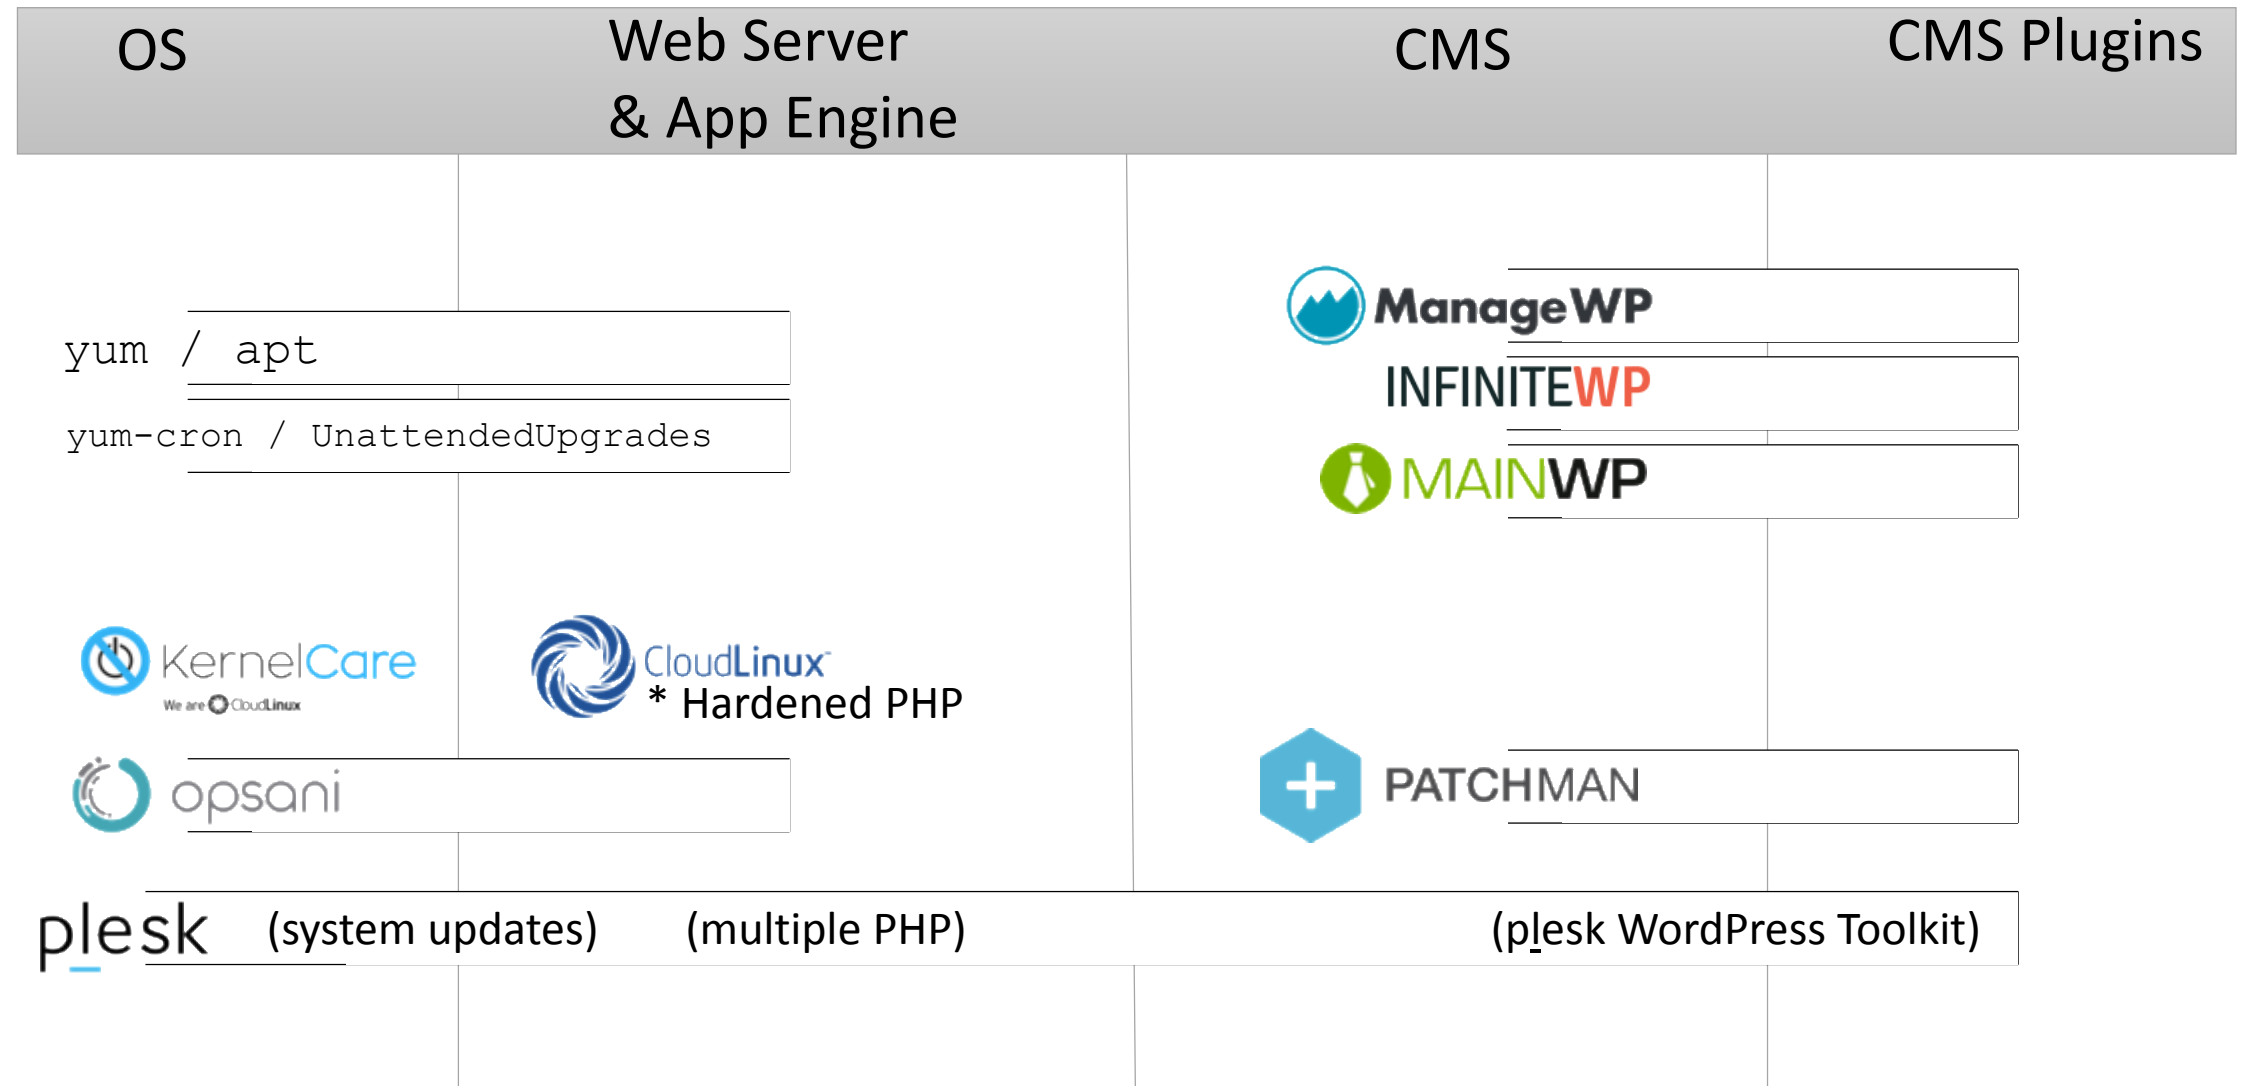 OS
Web Server
& App Engine
CMS
CMS Plugins
ManageWP
yum / apt
INFINITEWP
yum-cron / UnattendedUpgrades
MAINWP
KernelCare
We are CloudLinux
CloudLinux™
* Hardened PHP
opsani
PATCHMAN
plesk (system updates) (multiple PHP) (plesk WordPress Toolkit)